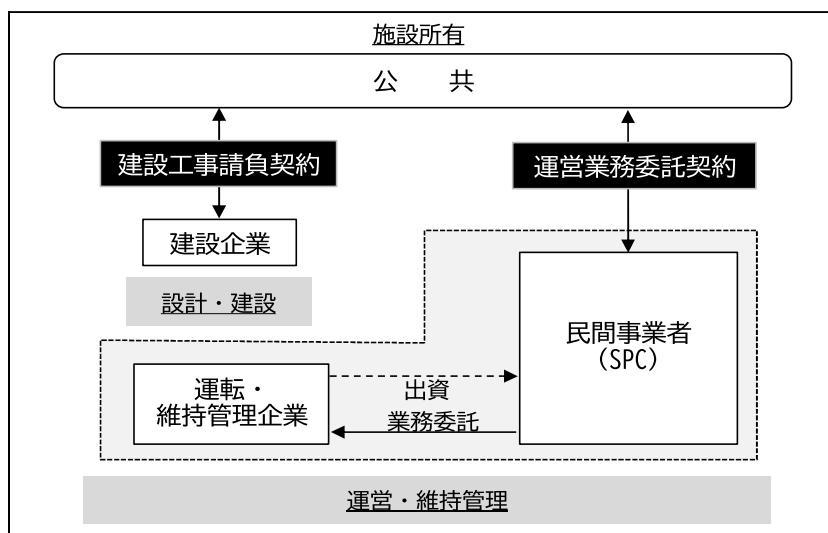 施設所有
公　　共
建設工事請負契約
運営業務委託契約
建設企業
設計・建設
民間事業者
（SPC）
運転・
維持管理企業
出資
業務委託
運営・維持管理